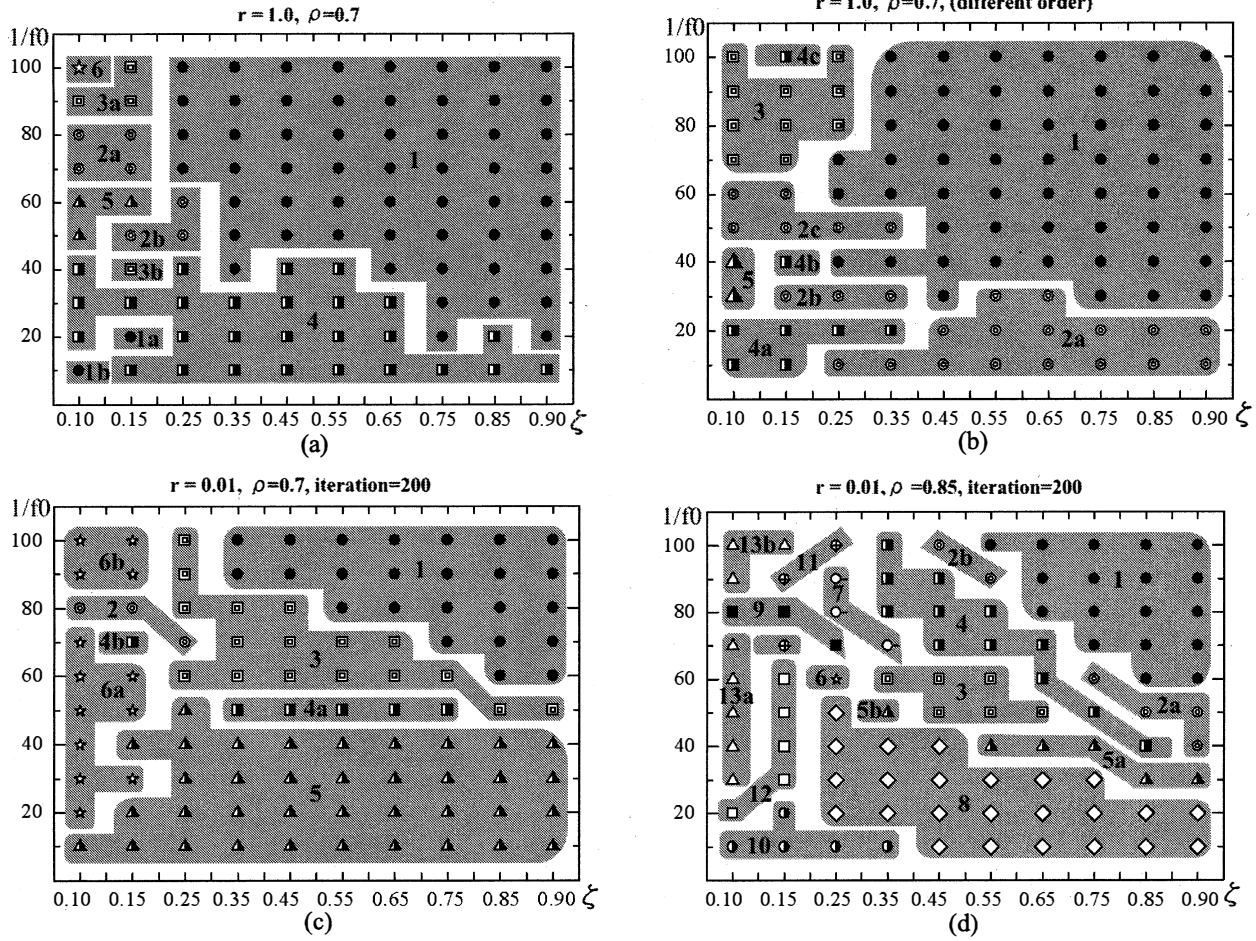 r = 1.0, ρ=0.7
1/f0
100
80
60
40
20
6
3a
2a
5
2b
3b
1a
1b
4
1
0.10 0.15 0.25 0.35 0.45 0.55 0.65 0.75 0.85 0.90 ζ
(a)
r = 1.0, ρ=0.7, (different order)
1/f0
100
80
60
40
20
4c
3
1
2c
5
4b
2b
4a
2a
0.10 0.15 0.25 0.35 0.45 0.55 0.65 0.75 0.85 0.90 ζ
(b)
r = 0.01, ρ=0.7, iteration=200
1/f0
100
80
60
40
20
6b
1
2
4b
3
6a
4a
5
0.10 0.15 0.25 0.35 0.45 0.55 0.65 0.75 0.85 0.90 ζ
(c)
r = 0.01, ρ =0.85, iteration=200
1/f0
100
80
60
40
20
13b
11
2b
7
1
9
4
6
3
13a
2a
5b
5a
12
8
10
0.10 0.15 0.25 0.35 0.45 0.55 0.65 0.75 0.85 0.90 ζ
(d)